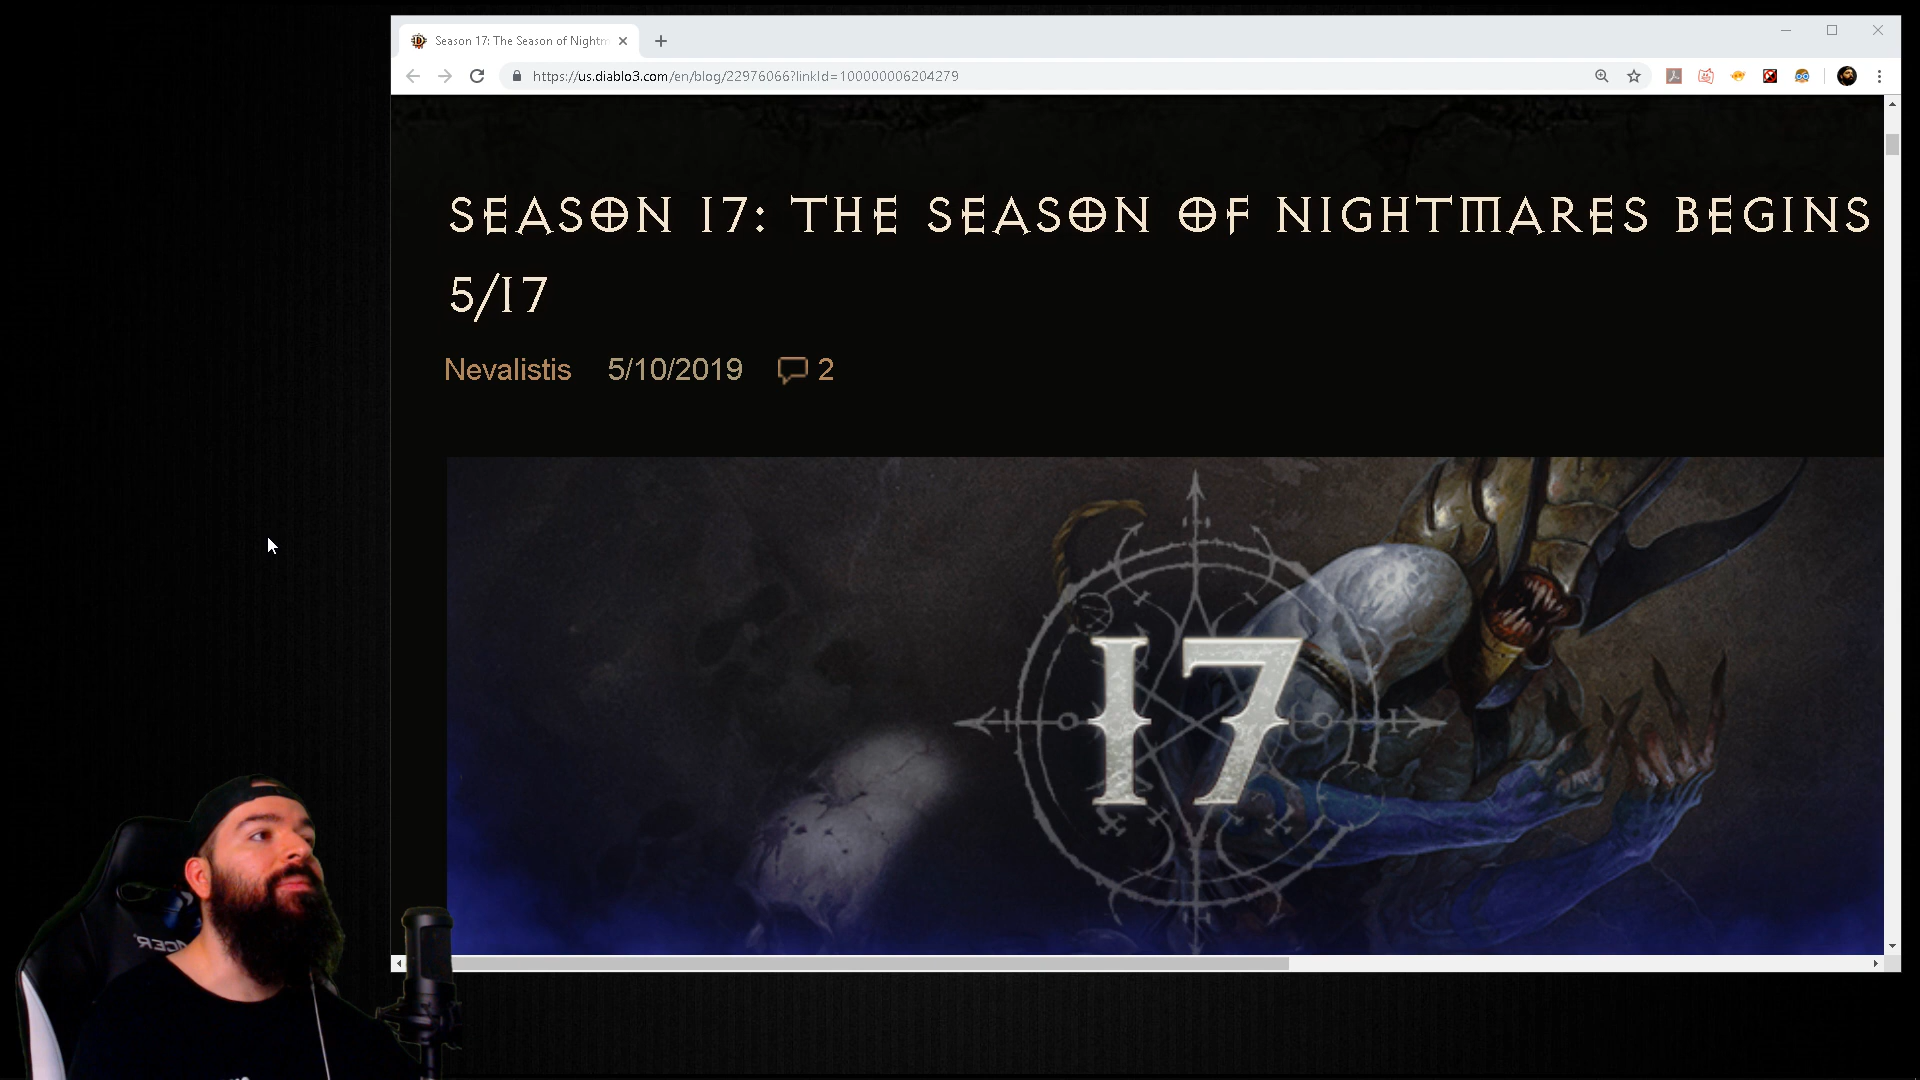 Season 17: The Season of Nightm
https://us.diablo3.com/en/blog/22976066?linkId=100000006204279
SEASON 17: THE SEASON OF NIGHTMARES BEGINS
5/17
Nevalistis 5/10/2019 2
17